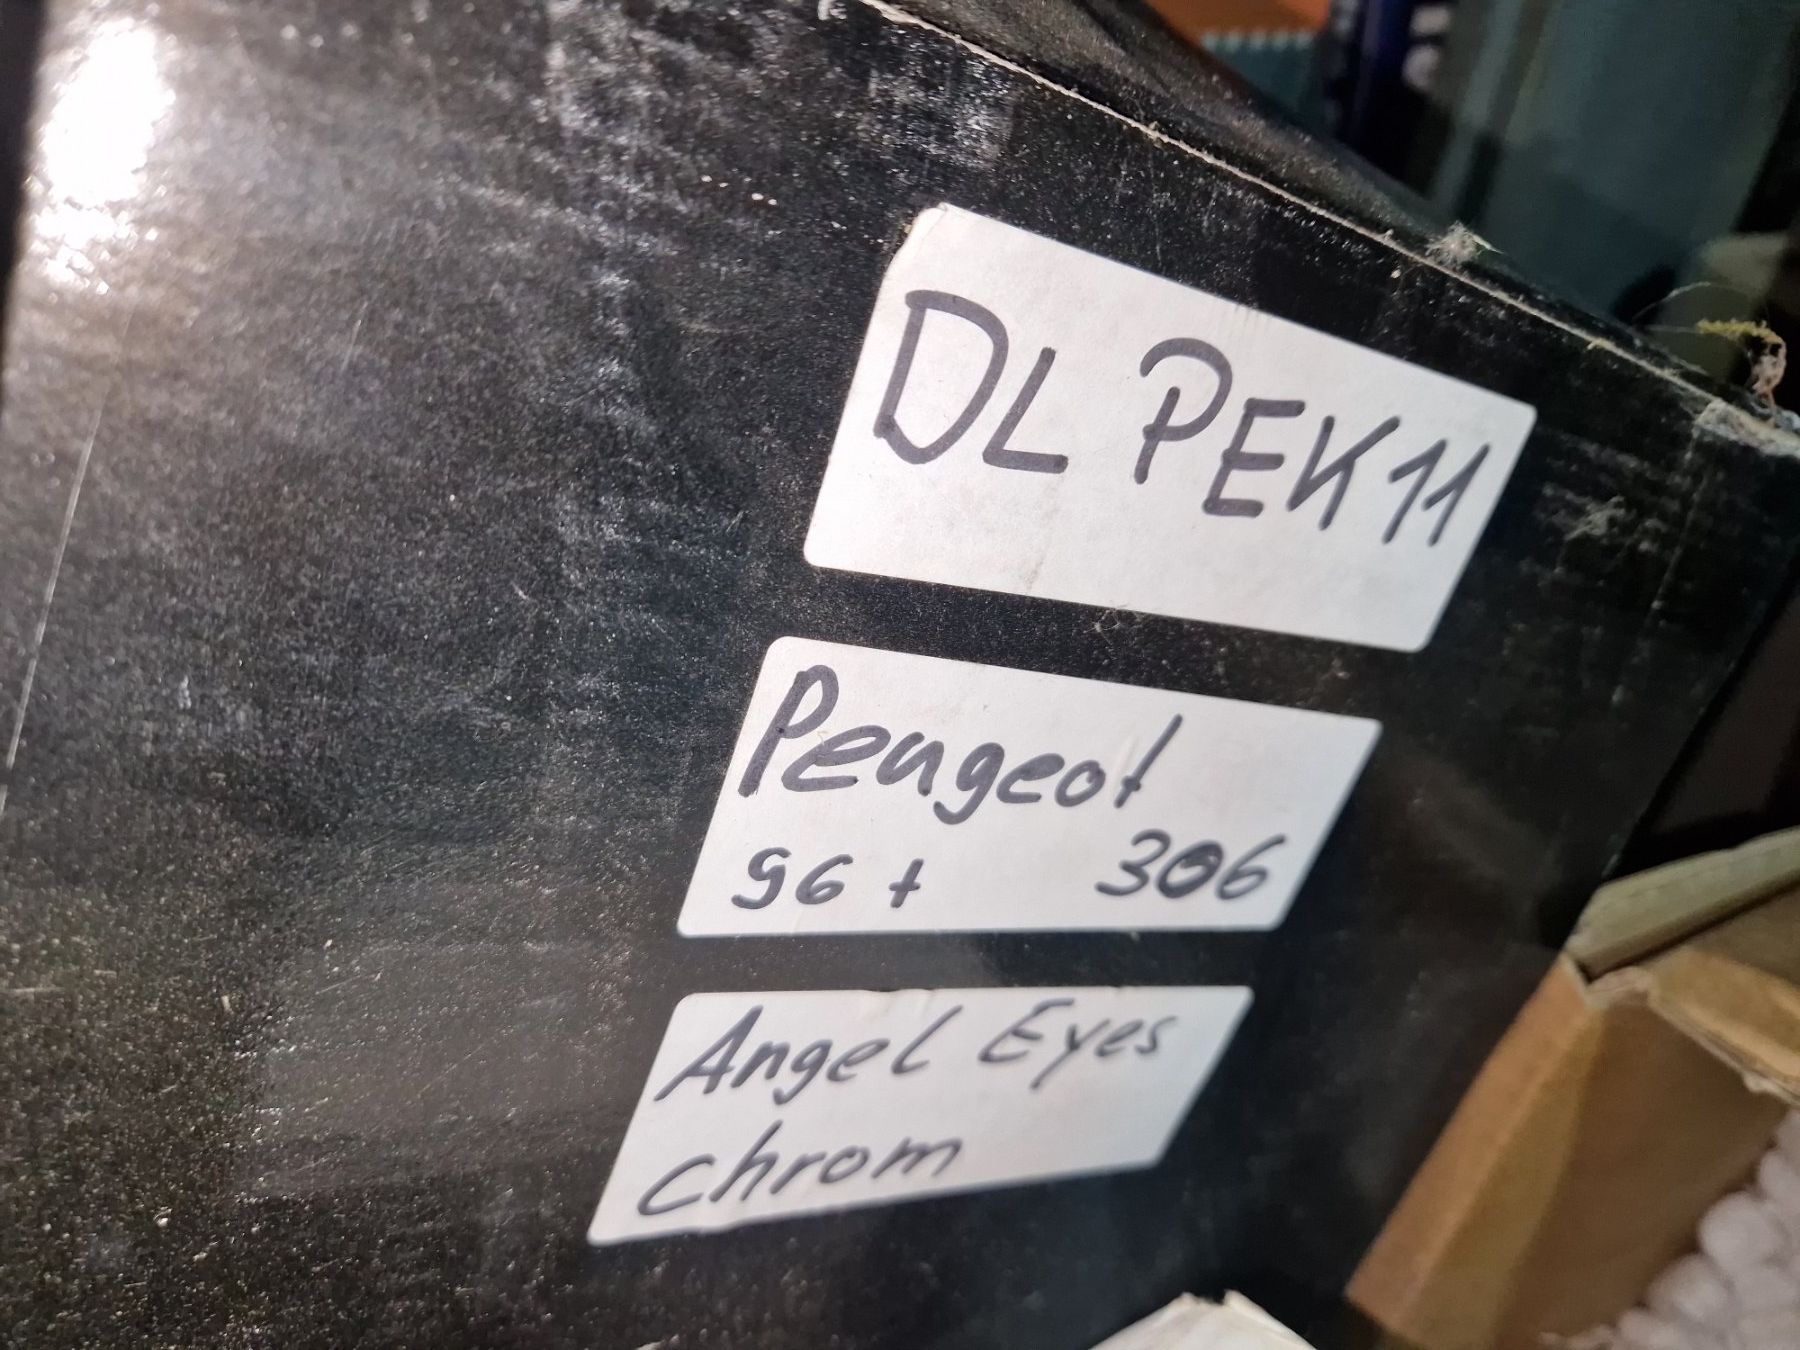 DL PEK11
Peugeot
96+ 306
Angel Eyes
chrom